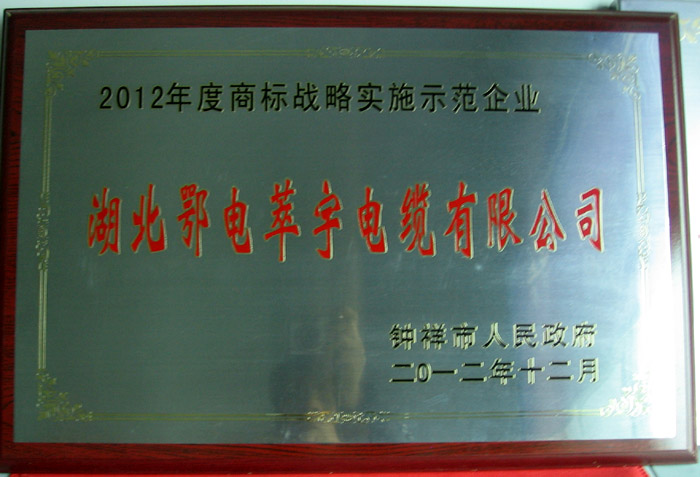 2012年度商标战略实施示范企业
湖北鄂电萃宇电缆有限公司
钟祥市人民政府
二0一二年十二月